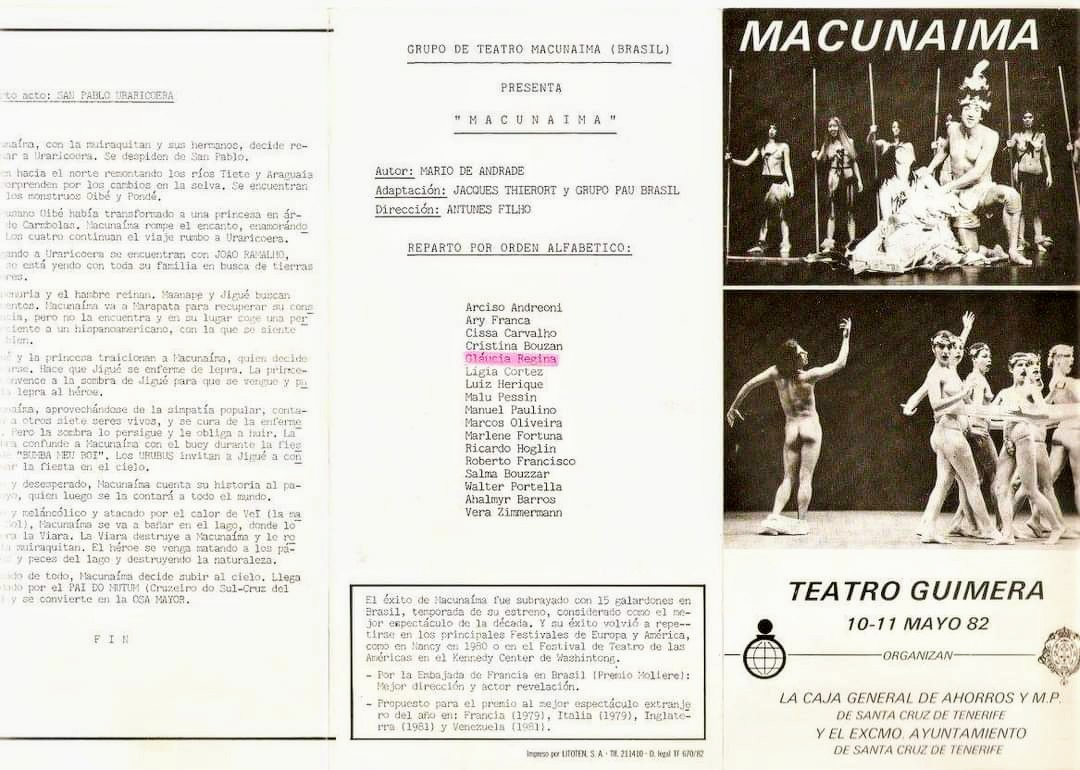 to acto: SAN PABLO URARICOERA
naíma, con la muiraquitan y sus hermanos, decide re-
ar a Uraricoera. Se despiden de San Pablo.
n hacia el norte remontando los ríos Tiete y Araguaia
orprenden por los cambios en la selva. Se encuentran
los monstruos Oibé y Pondé.
usano Oibé había transformado a una princesa en ár-
de Carmbolas. Macunaíma rompe el encanto, enamorándo
Los cuatro continuan el viaje rumbo a Uraricoera.
ando a Uraricoera se encuentran con JOAO RAMALHO,
se está yendo con toda su familia en busca de tierras
res.
enuria y el hambre reinan. Maanape y Jigué buscan
entos. Macunaíma va a Marapata para recuperar su cons
cia, pero no la encuentra y en su lugar coge una per
ciente a un hispanoamericano, con la que se siente
bien.
é y la princesa traicionan a Macunaíma, quien decide
arse. Hace que Jigué se enferme de lepra. La prince-
onvence a la sombra de Jigué para que se vengue y pa
la lepra al héroe.
naíma, aprovechándose de la simpatía popular, conta-
a otros siete seres vivos, y se cura de la enferme
. Pero la sombra lo persigue y le obliga a huir. La
ra confunde a Macunaíma con el buey durante la fies
de "BUMBA MEU BOI". Los URUBUS invitan a Jigué a con
ar la fiesta en el cielo.
y desesperado, Macunaíma cuenta su historia al pa-
yo, quien luego se la contará a todo el mundo.
y meláncólico y atacado por el calor de VeI (la ma
Sol), Macunaíma se va a bañar en el lago, donde lo
ra la Viara. La Viara destruye a Macunaíma y le ro
la muiraquitan. El héroe se venga matando a los pá-
s y peces del lago y destruyendo la naturaleza.
ado de todo, Macunaíma decide subir al cielo. Llega
tado por el PAI DO MUTUM (Cruzeiro do Sul-Cruz del
) y se convierte en la OSA MAYOR.
F I N
GRUPO DE TEATRO MACUNAIMA (BRASIL)
PRESENTA
"MACUNAIMA"
Autor: MARIO DE ANDRADE
Adaptación: JACQUES THIERORT y GRUPO PAU BRASIL
Dirección: ANTUNES FILHO
REPARTO POR ORDEN ALFABETICO:
Arciso Andreoni
Ary Franca
Cissa Carvalho
Cristina Bouzan
Gláucia Regina
Ligia Cortez
Luiz Herique
Malu Pessin
Manuel Paulino
Marcos Oliveira
Marlene Fortuna
Ricardo Hoglin
Roberto Francisco
Salma Bouzzar
Walter Portella
Ahalmyr Barros
Vera Zimmermann
El éxito de Macunaíma fue subrayado con 15 galardones en
Brasil, temporada de su estreno, considerado como el me-
jor espectáculo de la década. Y su éxito volvió a repe--
tirse en los principales Festivales de Europa y América,
como en Nancy en 1980 o en el Festival de Teatro de las
Américas en el Kennedy Center de Washintong.
- Por la Embajada de Francia en Brasil (Premio Moliere):
Mejor dirección y actor revelación.
- Propuesto para el premio al mejor espectáculo extranje
ro del año en: Francia (1979), Italia (1979), Inglate-
rra (1981) y Venezuela (1981).
Impreso por LITOTEN, S. A. - Tlf. 211410 - D. legal TF 670/82
MACUNAIMA
TEATRO GUIMERA
10-11 MAYO 82
ORGANIZAN
LA CAJA GENERAL DE AHORROS Y M.P.
DE SANTA CRUZ DE TENERIFE
Y EL EXCMO. AYUNTAMIENTO
DE SANTA CRUZ DE TENERIFE